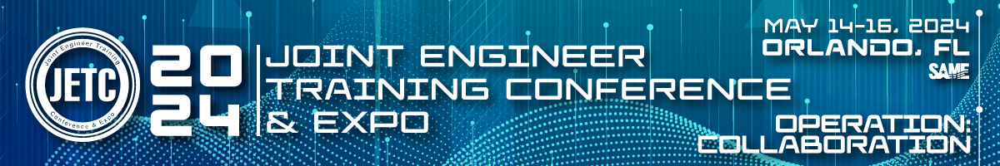 Joint Engineer Training
JETC
Conference & Expo
20
24
JOINT ENGINEER
TRAINING CONFERENCE
& EXPO
MAY 14-16, 2024
ORLANDO, FL
SAME
OPERATION:
COLLABORATION